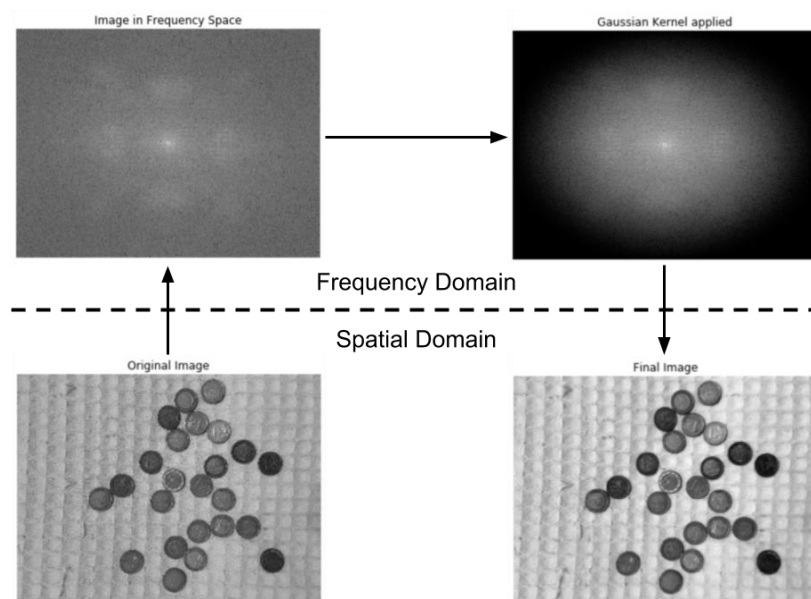 Image in Frequency Space
Gaussian Kernel applied
Frequency Domain
Spatial Domain
Original Image
Final Image